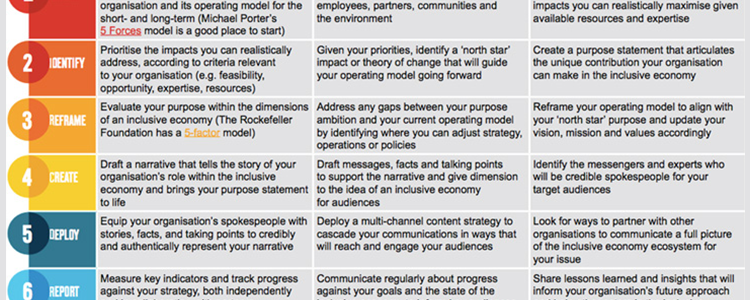 1
organisation and its operating model for the
short- and long-term (Michael Porter's
5 Forces model is a good place to start)
employees, partners, communities and
the environment
impacts you can realistically maximise given
available resources and expertise
2
IDENTIFY
Prioritise the impacts you can realistically
address, according to criteria relevant
to your organisation (e.g. feasibility,
opportunity, expertise, resources)
Given your priorities, identify a 'north star'
impact or theory of change that will guide
your operating model going forward
Create a purpose statement that articulates
the unique contribution your organisation
can make in the inclusive economy
3
REFRAME
Evaluate your purpose within the dimensions
of an inclusive economy (The Rockefeller
Foundation has a 5-factor model)
Address any gaps between your purpose
ambition and your current operating model
by identifying where you can adjust strategy,
operations or policies
Reframe your operating model to align with
your 'north star' purpose and update your
vision, mission and values accordingly
4
CREATE
Draft a narrative that tells the story of your
organisation's role within the inclusive
economy and brings your purpose statement
to life
Draft messages, facts and talking points
to support the narrative and give dimension
to the idea of an inclusive economy
for audiences
Identify the messengers and experts who
will be credible spokespeople for your
target audiences
5
DEPLOY
Equip your organisation's spokespeople with
stories, facts, and taking points to credibly
and authentically represent your narrative
Deploy a multi-channel content strategy to
cascade your communications in ways that
will reach and engage your audiences
Look for ways to partner with other
organisations to communicate a full picture
of the inclusive economy ecosystem for
your issue
6
REPORT
Measure key indicators and track progress
against your strategy, both independently
Communicate regularly about progress
against your goals and the state of the
Share lessons learned and insights that will
inform your organisation's future approach